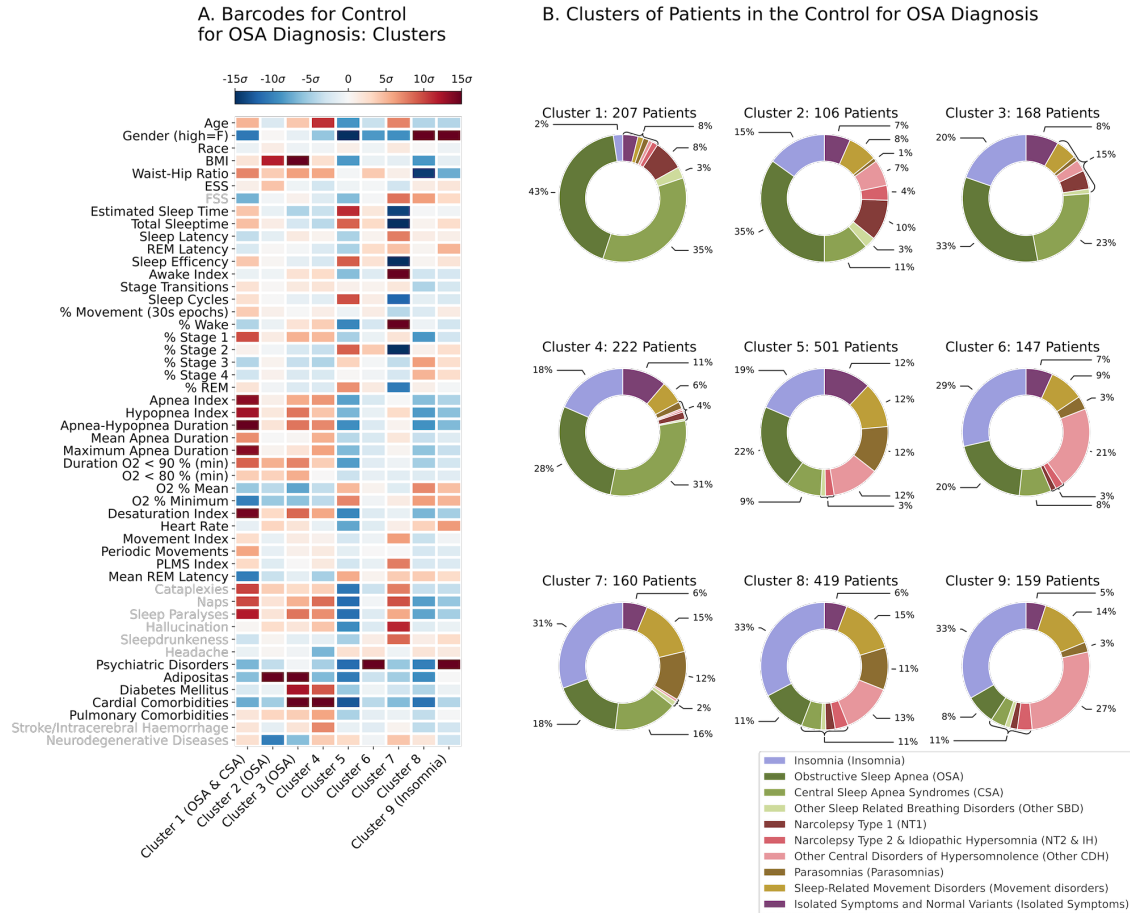 A. Barcodes for Control
for OSA Diagnosis: Clusters
B. Clusters of Patients in the Control for OSA Diagnosis
-15σ -10σ -5σ 0 5σ 10σ 15σ
Age
Gender (high=F)
Race
BMI
Waist-Hip Ratio
ESS
FSS
Estimated Sleep Time
Total Sleeptime
Sleep Latency
REM Latency
Sleep Efficency
Awake Index
Stage Transitions
Sleep Cycles
% Movement (30s epochs)
% Wake
% Stage 1
% Stage 2
% Stage 3
% Stage 4
% REM
Apnea Index
Hypopnea Index
Apnea-Hypopnea Duration
Mean Apnea Duration
Maximum Apnea Duration
Duration O2 < 90 % (min)
O2 < 80 % (min)
O2 % Mean
O2 % Minimum
Desaturation Index
Heart Rate
Movement Index
Periodic Movements
PLMS Index
Mean REM Latency
Cataplexies
Naps
Sleep Paralyses
Hallucination
Sleepdrunkeness
Headache
Psychiatric Disorders
Adipositas
Diabetes Mellitus
Cardial Comorbidities
Pulmonary Comorbidities
Stroke/Intracerebral Haemorrhage
Neurodegenerative Diseases
Cluster 1 (OSA & CSA)
Cluster 2 (OSA)
Cluster 3 (OSA)
Cluster 4
Cluster 5
Cluster 6
Cluster 7
Cluster 8
Cluster 9 (Insomnia)
Cluster 1: 207 Patients
2%
8%
8%
3%
43%
35%
Cluster 2: 106 Patients
15%
7%
8%
1%
7%
4%
10%
3%
35%
11%
Cluster 3: 168 Patients
20%
8%
15%
33%
23%
Cluster 4: 222 Patients
18%
11%
6%
4%
28%
31%
Cluster 5: 501 Patients
19%
12%
12%
12%
22%
12%
9%
3%
Cluster 6: 147 Patients
29%
7%
9%
3%
21%
20%
3%
8%
Cluster 7: 160 Patients
31%
6%
15%
12%
2%
18%
16%
Cluster 8: 419 Patients
33%
6%
15%
11%
13%
11%
11%
Cluster 9: 159 Patients
33%
5%
14%
3%
27%
8%
11%
Insomnia (Insomnia)
Obstructive Sleep Apnea (OSA)
Central Sleep Apnea Syndromes (CSA)
Other Sleep Related Breathing Disorders (Other SBD)
Narcolepsy Type 1 (NT1)
Narcolepsy Type 2 & Idiopathic Hypersomnia (NT2 & IH)
Other Central Disorders of Hypersomnolence (Other CDH)
Parasomnias (Parasomnias)
Sleep-Related Movement Disorders (Movement disorders)
Isolated Symptoms and Normal Variants (Isolated Symptoms)